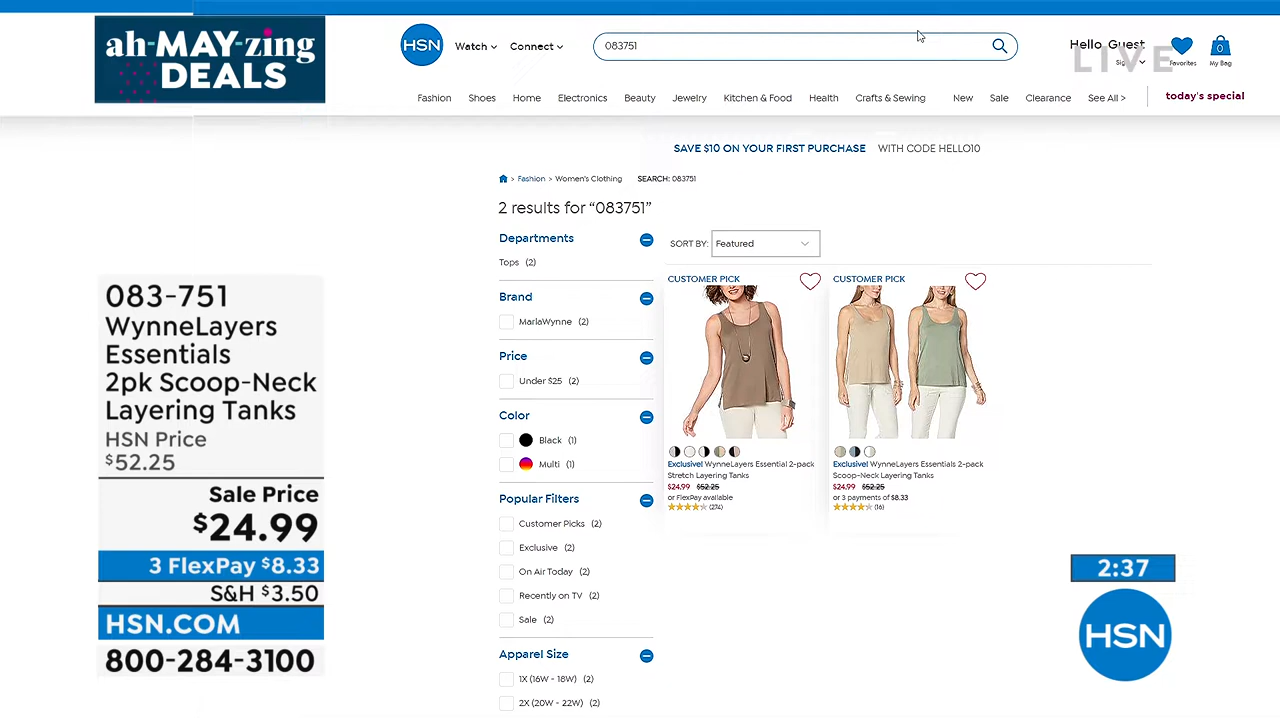 ah-MAY-zing
DEALS
HSN
Watch
Connect
083751
Hello, Guest
LIVE
Favorites
0
My Bag
Fashion
Shoes
Home
Electronics
Beauty
Jewelry
Kitchen & Food
Health
Crafts & Sewing
New
Sale
Clearance
See All >
today's special
SAVE $10 ON YOUR FIRST PURCHASE WITH CODE HELLO10
> Fashion > Women's Clothing SEARCH: 083751
2 results for “083751”
Departments
Tops (2)
Brand
MarlaWynne (2)
Price
Under $25 (2)
Color
Black (1)
Multi (1)
Popular Filters
Customer Picks (2)
Exclusive (2)
On Air Today (2)
Recently on TV (2)
Sale (2)
Apparel Size
1X (16W - 18W) (2)
2X (20W - 22W) (2)
SORT BY: Featured
CUSTOMER PICK
Exclusive! WynneLayers Essential 2-pack
Stretch Layering Tanks
$24.99 $52.25
or FlexPay available
(274)
CUSTOMER PICK
Exclusive! WynneLayers Essentials 2-pack
Scoop-Neck Layering Tanks
$24.99 $52.25
or 3 payments of $8.33
(16)
083-751
WynneLayers
Essentials
2pk Scoop-Neck
Layering Tanks
HSN Price
$52.25
Sale Price
$24.99
3 FlexPay $8.33
S&H $3.50
HSN.COM
800-284-3100
2:37
HSN